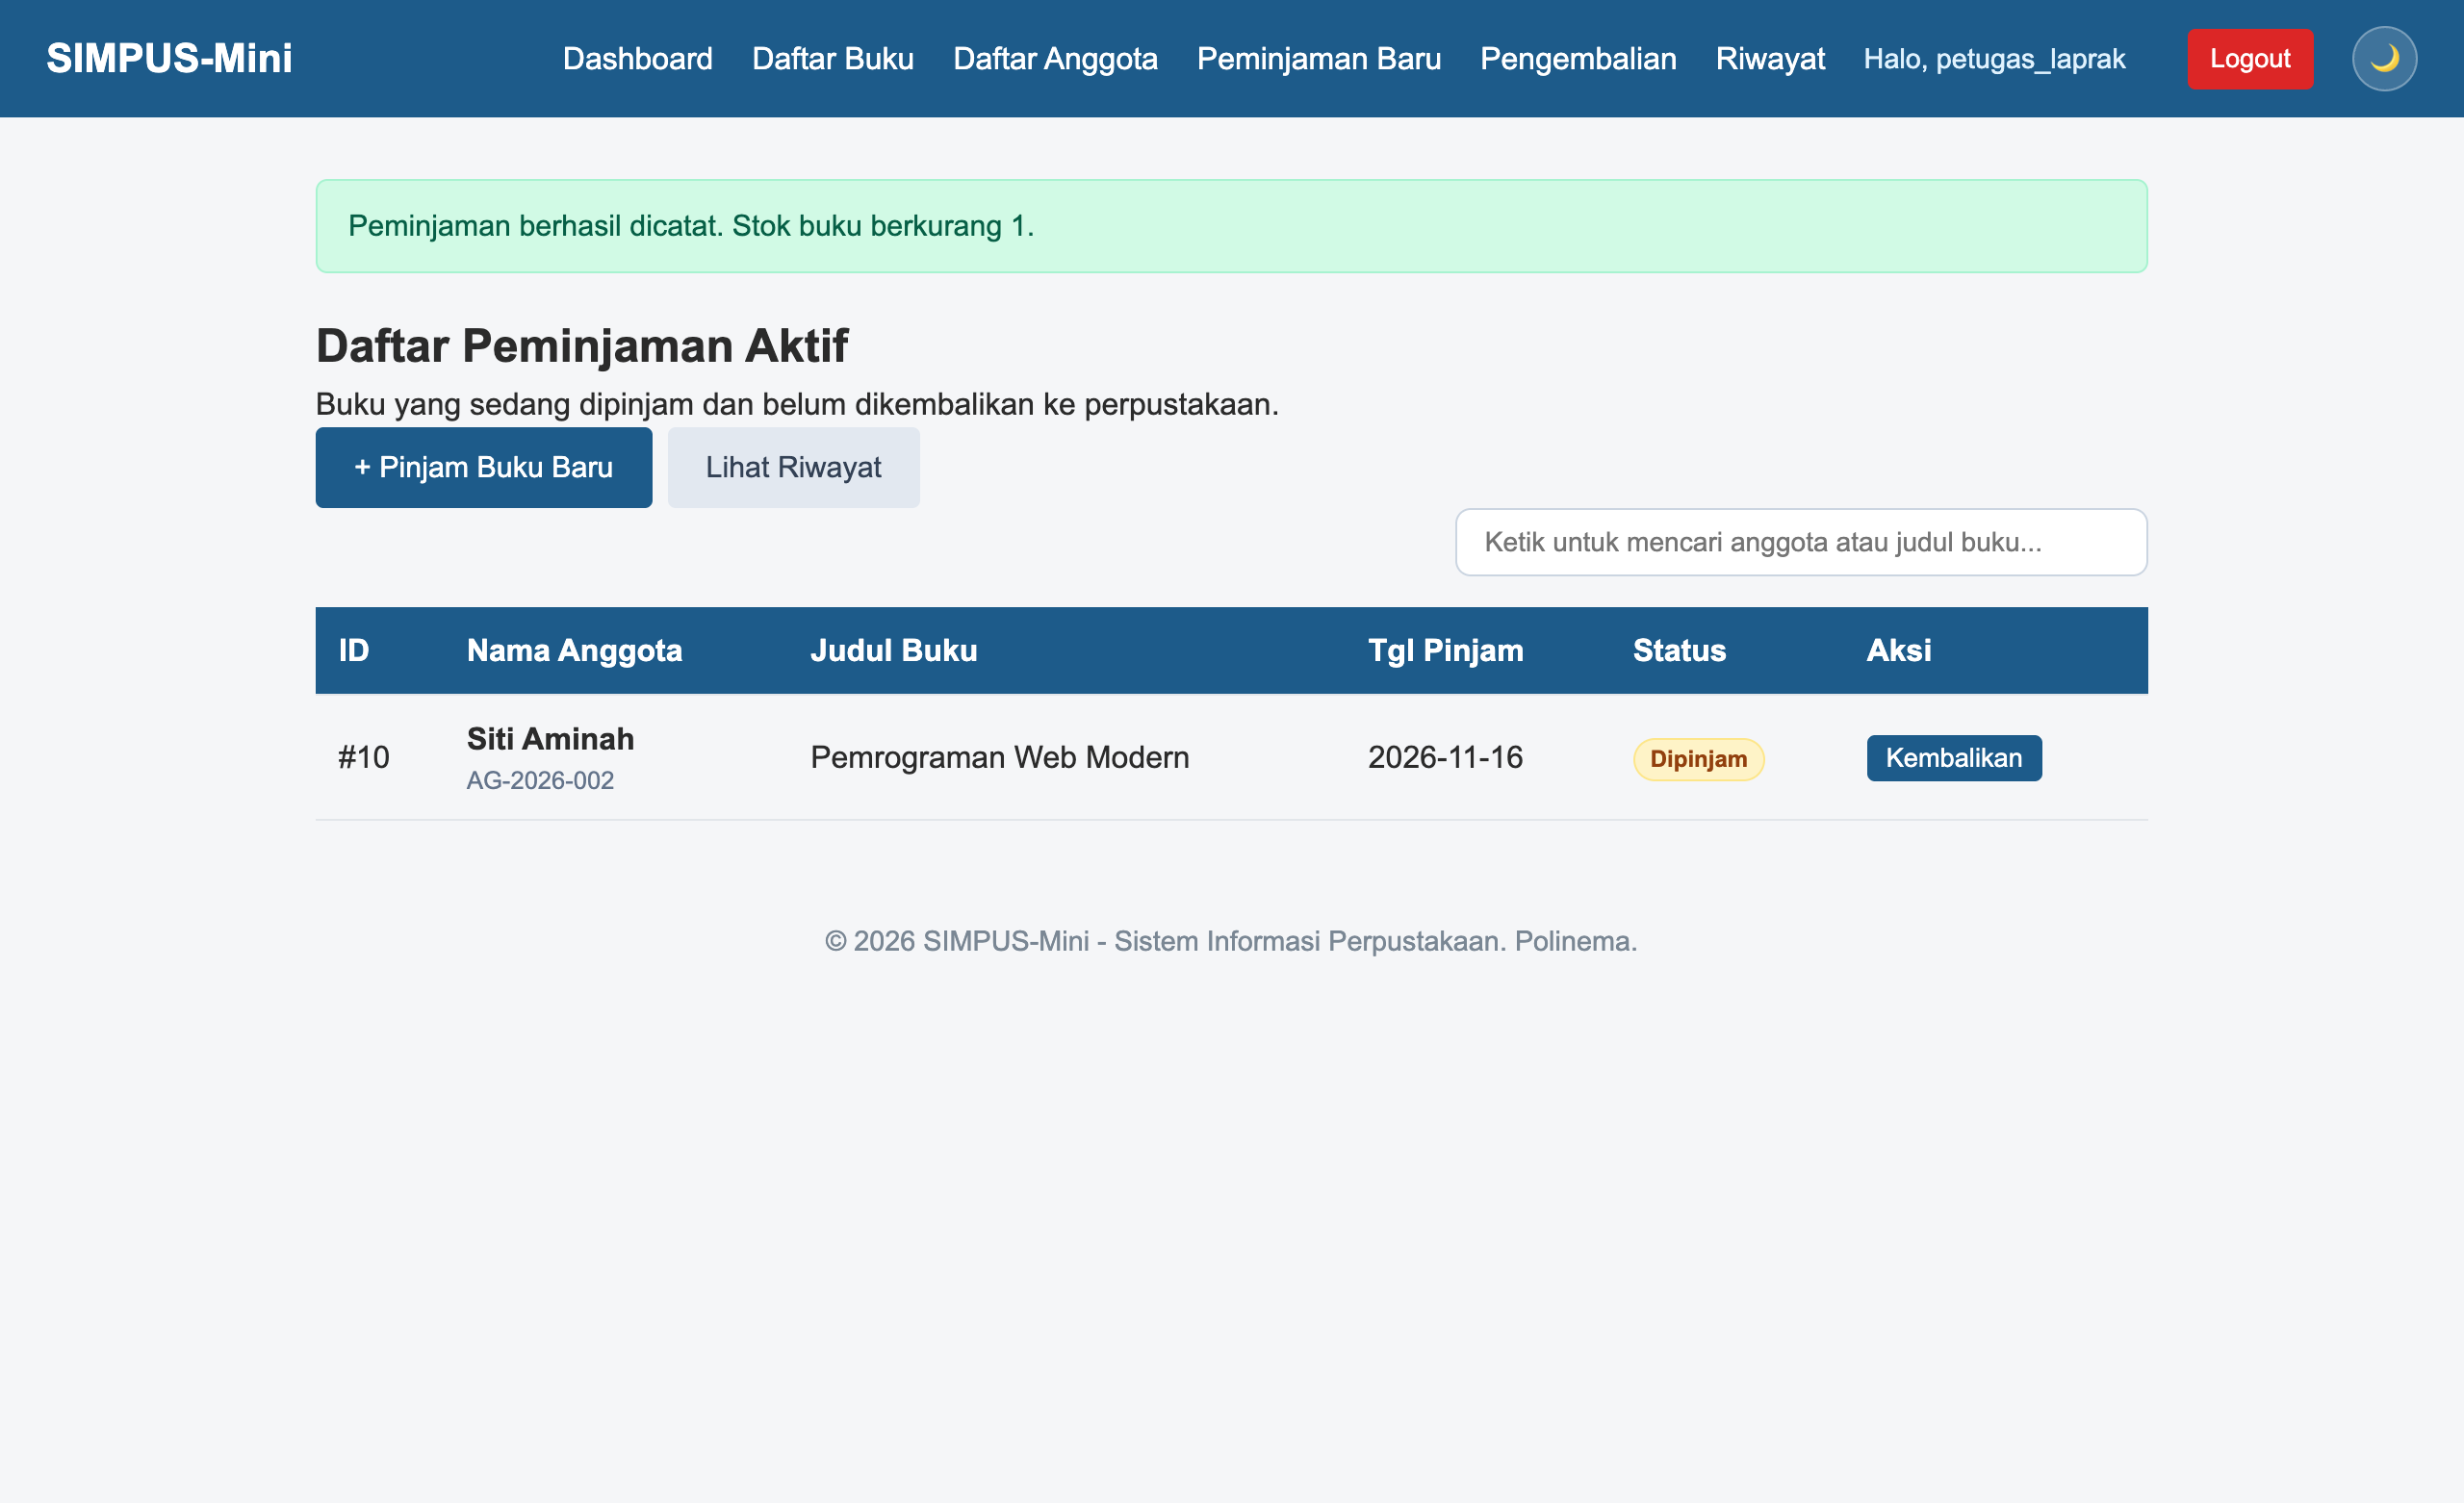 SIMPUS-Mini Dashboard Daftar Buku Daftar Anggota Peminjaman Baru Pengembalian Riwayat Halo, petugas_laprak Logout
Peminjaman berhasil dicatat. Stok buku berkurang 1.
Daftar Peminjaman Aktif
Buku yang sedang dipinjam dan belum dikembalikan ke perpustakaan.
+ Pinjam Buku Baru Lihat Riwayat
Ketik untuk mencari anggota atau judul buku...
ID Nama Anggota Judul Buku Tgl Pinjam Status Aksi
#10 Siti Aminah Pemrograman Web Modern 2026-11-16 Dipinjam Kembalikan
AG-2026-002
© 2026 SIMPUS-Mini - Sistem Informasi Perpustakaan. Polinema.